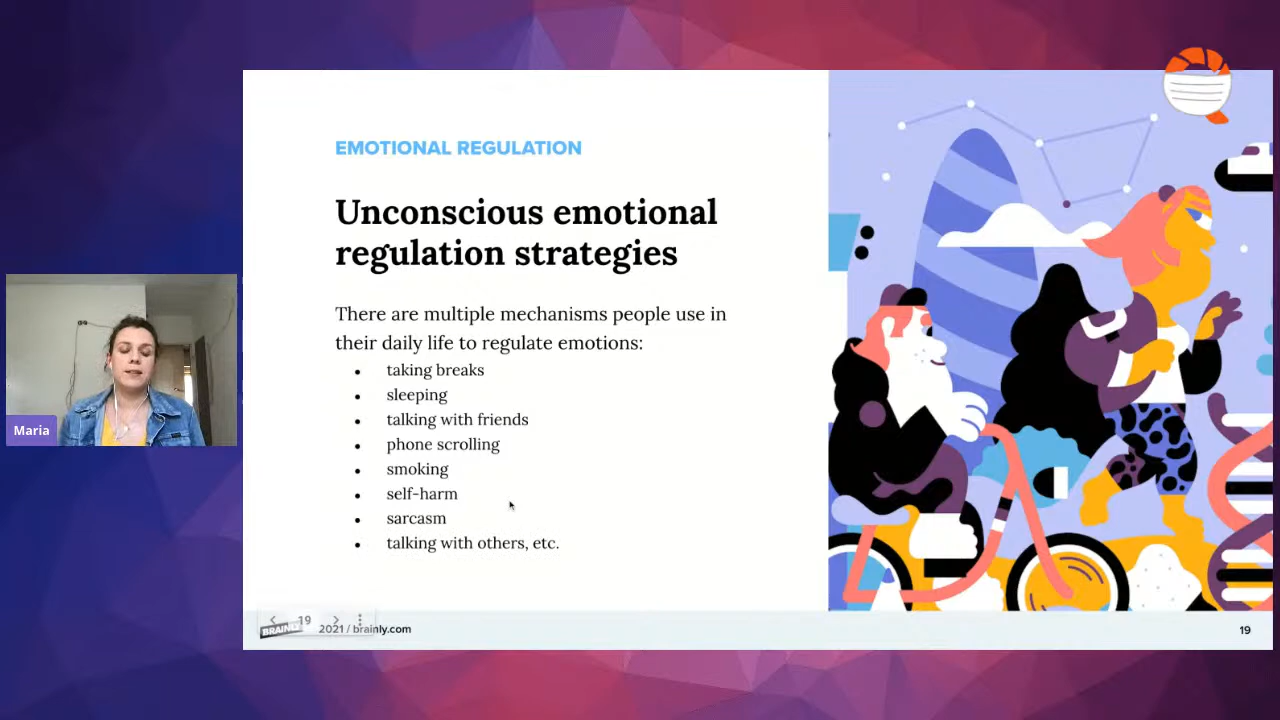 EMOTIONAL REGULATION
Unconscious emotional
regulation strategies
There are multiple mechanisms people use in
their daily life to regulate emotions:
• taking breaks
• sleeping
• talking with friends
• phone scrolling
• smoking
• self-harm
• sarcasm
• talking with others, etc.
Maria
19
BRAINLY
2021 / brainly.com
19